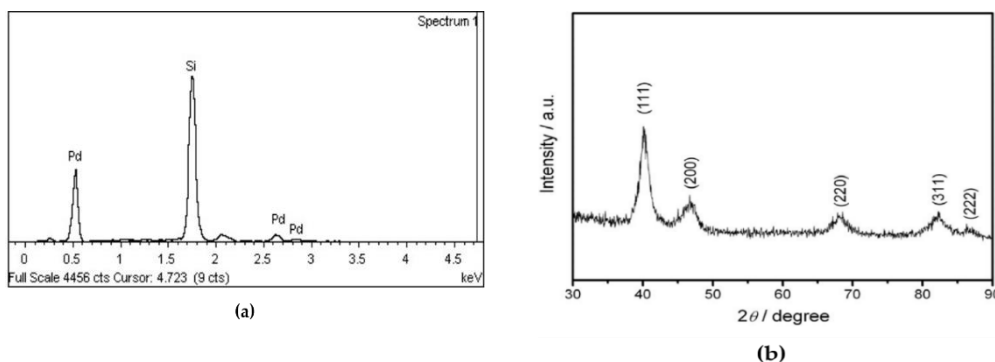 Spectrum 1
Si
Pd
Pd
Pd
0 0.5 1 1.5 2 2.5 3 3.5 4 4.5
Full Scale 4456 cts Cursor: 4.723 (9 cts) keV
(a)
Intensity / a.u.
(111)
(200)
(220)
(311)
(222)
30 40 50 60 70 80 90
2θ / degree
(b)